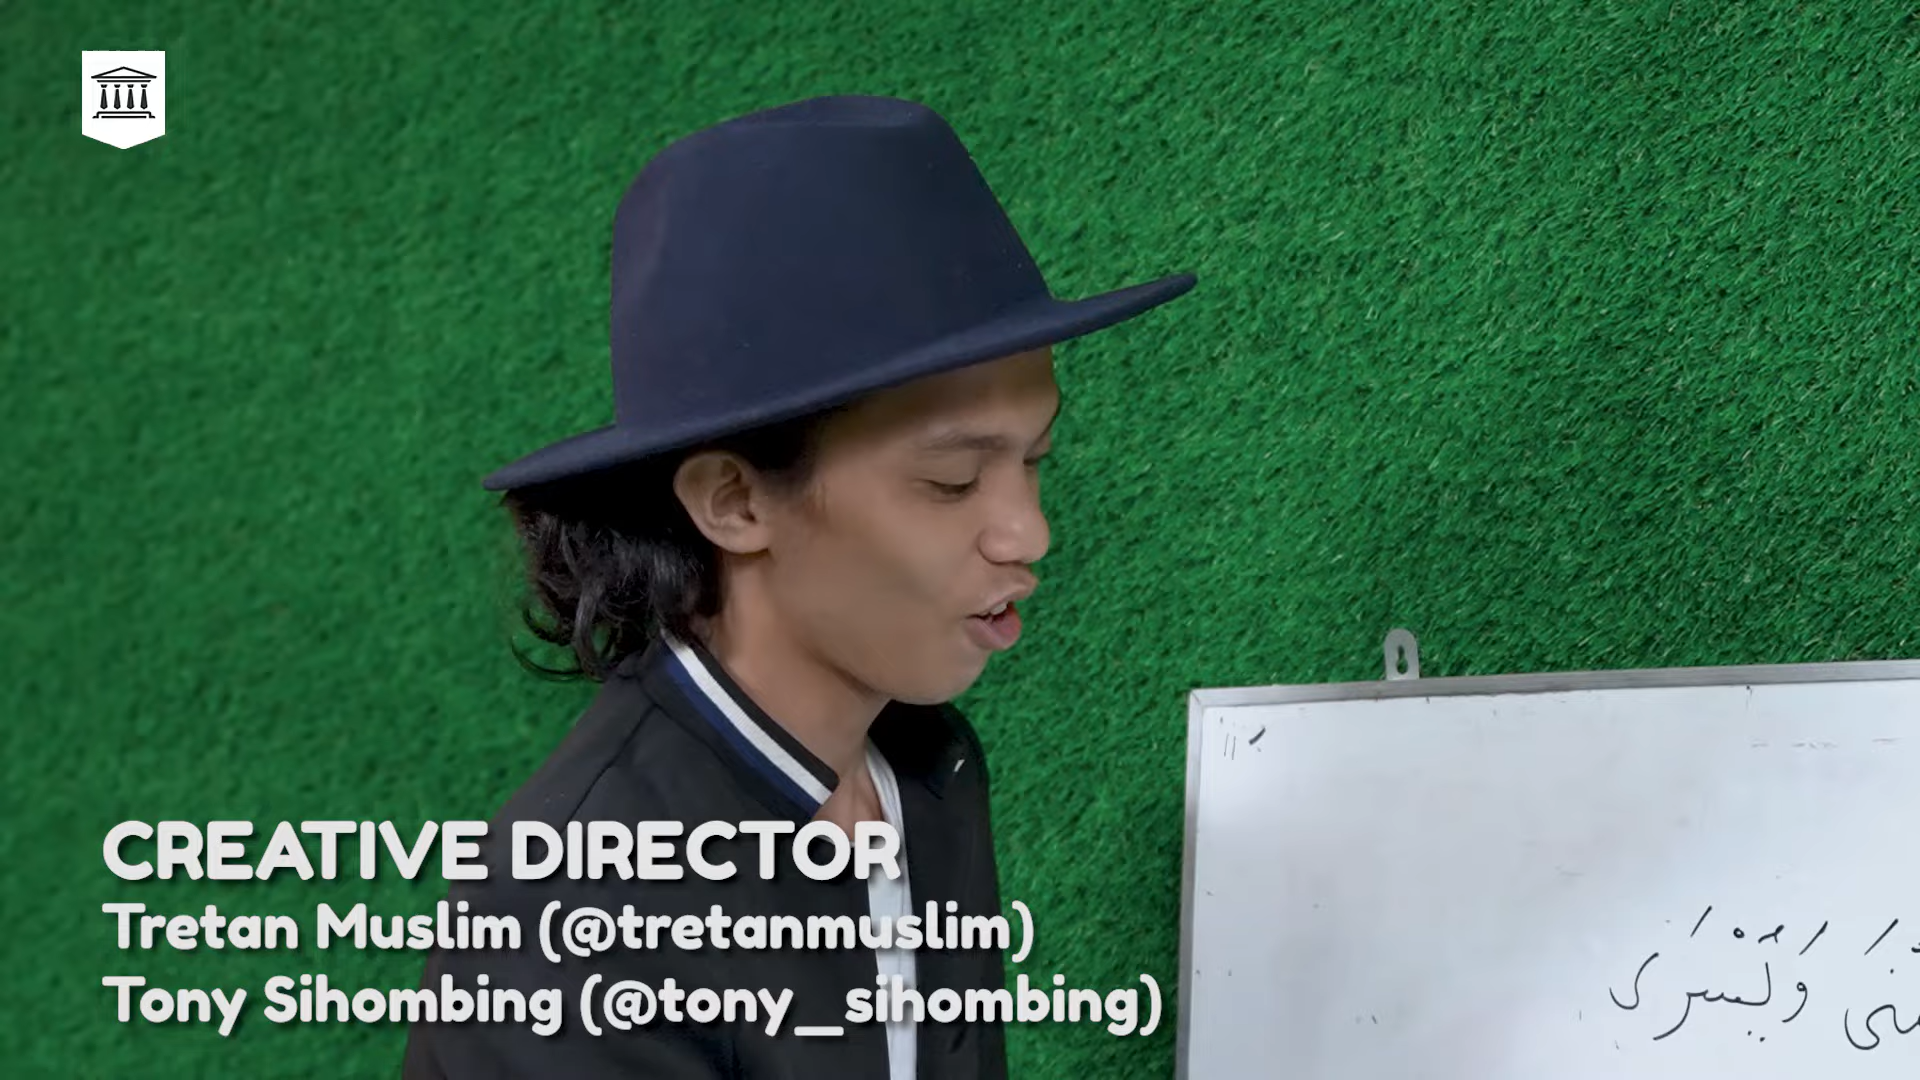 CREATIVE DIRECTOR
Tretan Muslim (@tretanmuslim)
Tony Sihombing (@tony_sihombing)